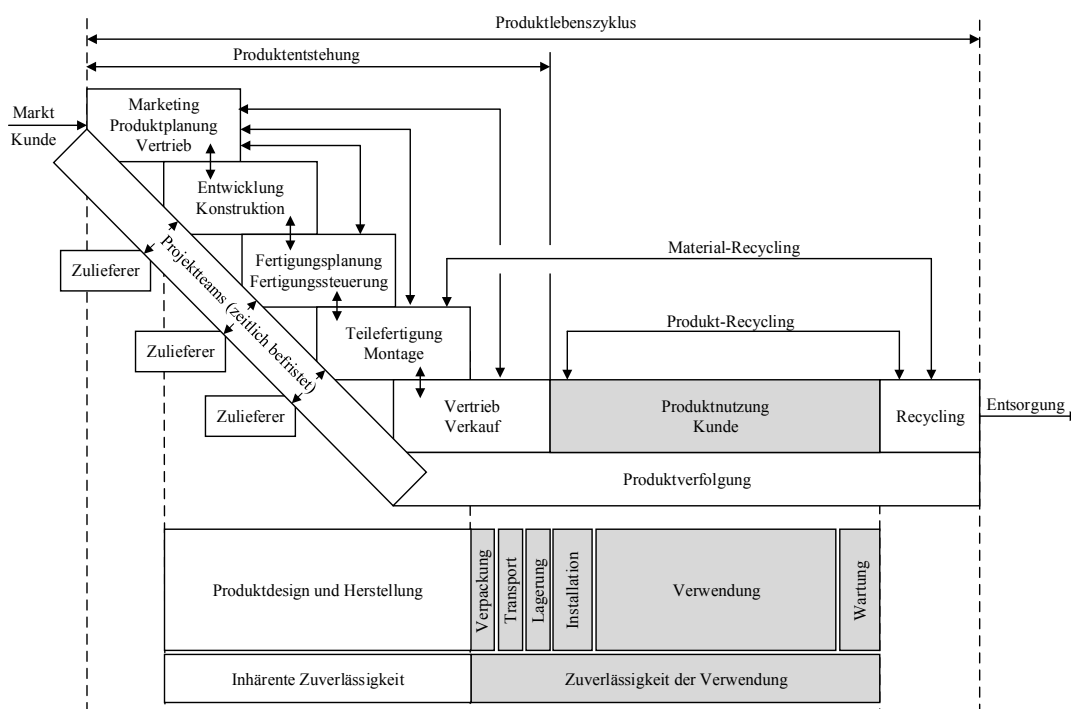 Produktlebenszyklus
Produktentstehung
Markt
Kunde
Marketing
Produktplanung
Vertrieb
Entwicklung
Konstruktion
Fertigungsplanung
Fertigungssteuerung
Teilefertigung
Montage
Vertrieb
Verkauf
Zulieferer
Zulieferer
Zulieferer
Projektteams (zeitlich befristet)
Material-Recycling
Produkt-Recycling
Produktnutzung
Kunde
Recycling
Entsorgung
Produktverfolgung
Produktdesign und Herstellung
Verpackung
Transport
Lagerung
Installation
Verwendung
Wartung
Inhärente Zuverlässigkeit
Zuverlässigkeit der Verwendung